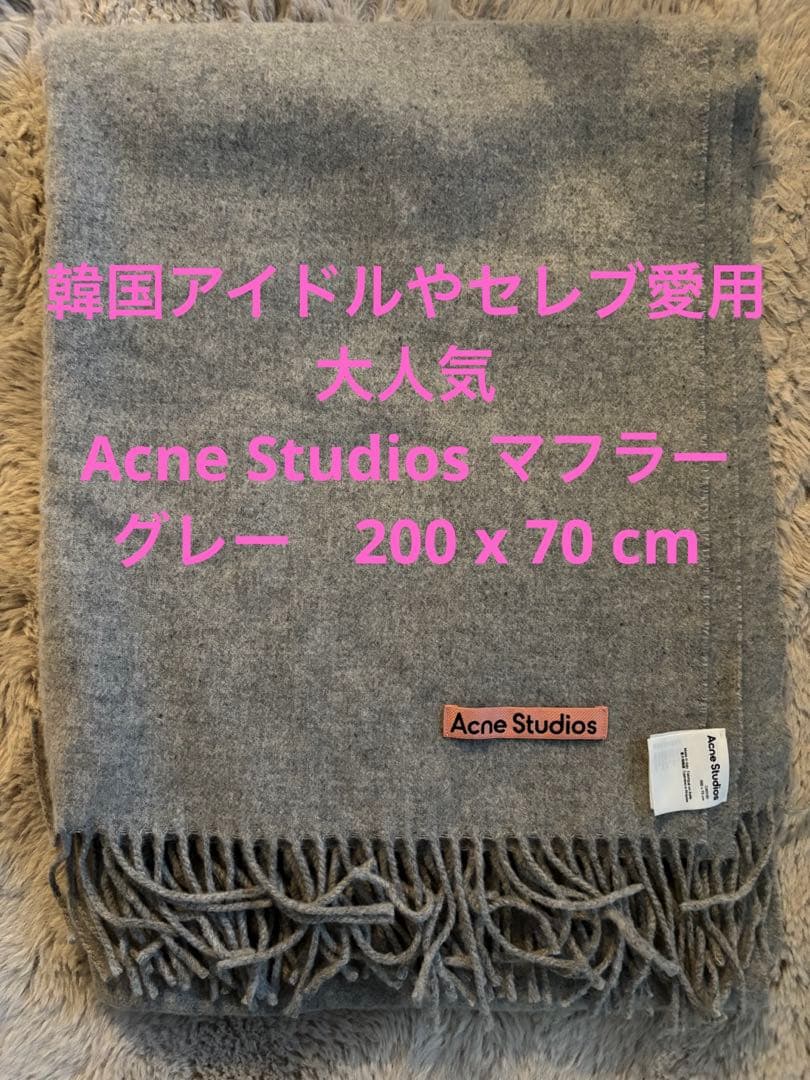 韓国アイドルやセレブ愛用
大人気
Acne Studios マフラー
グレー　200 x 70 cm
Acne Studios
Acne Studios